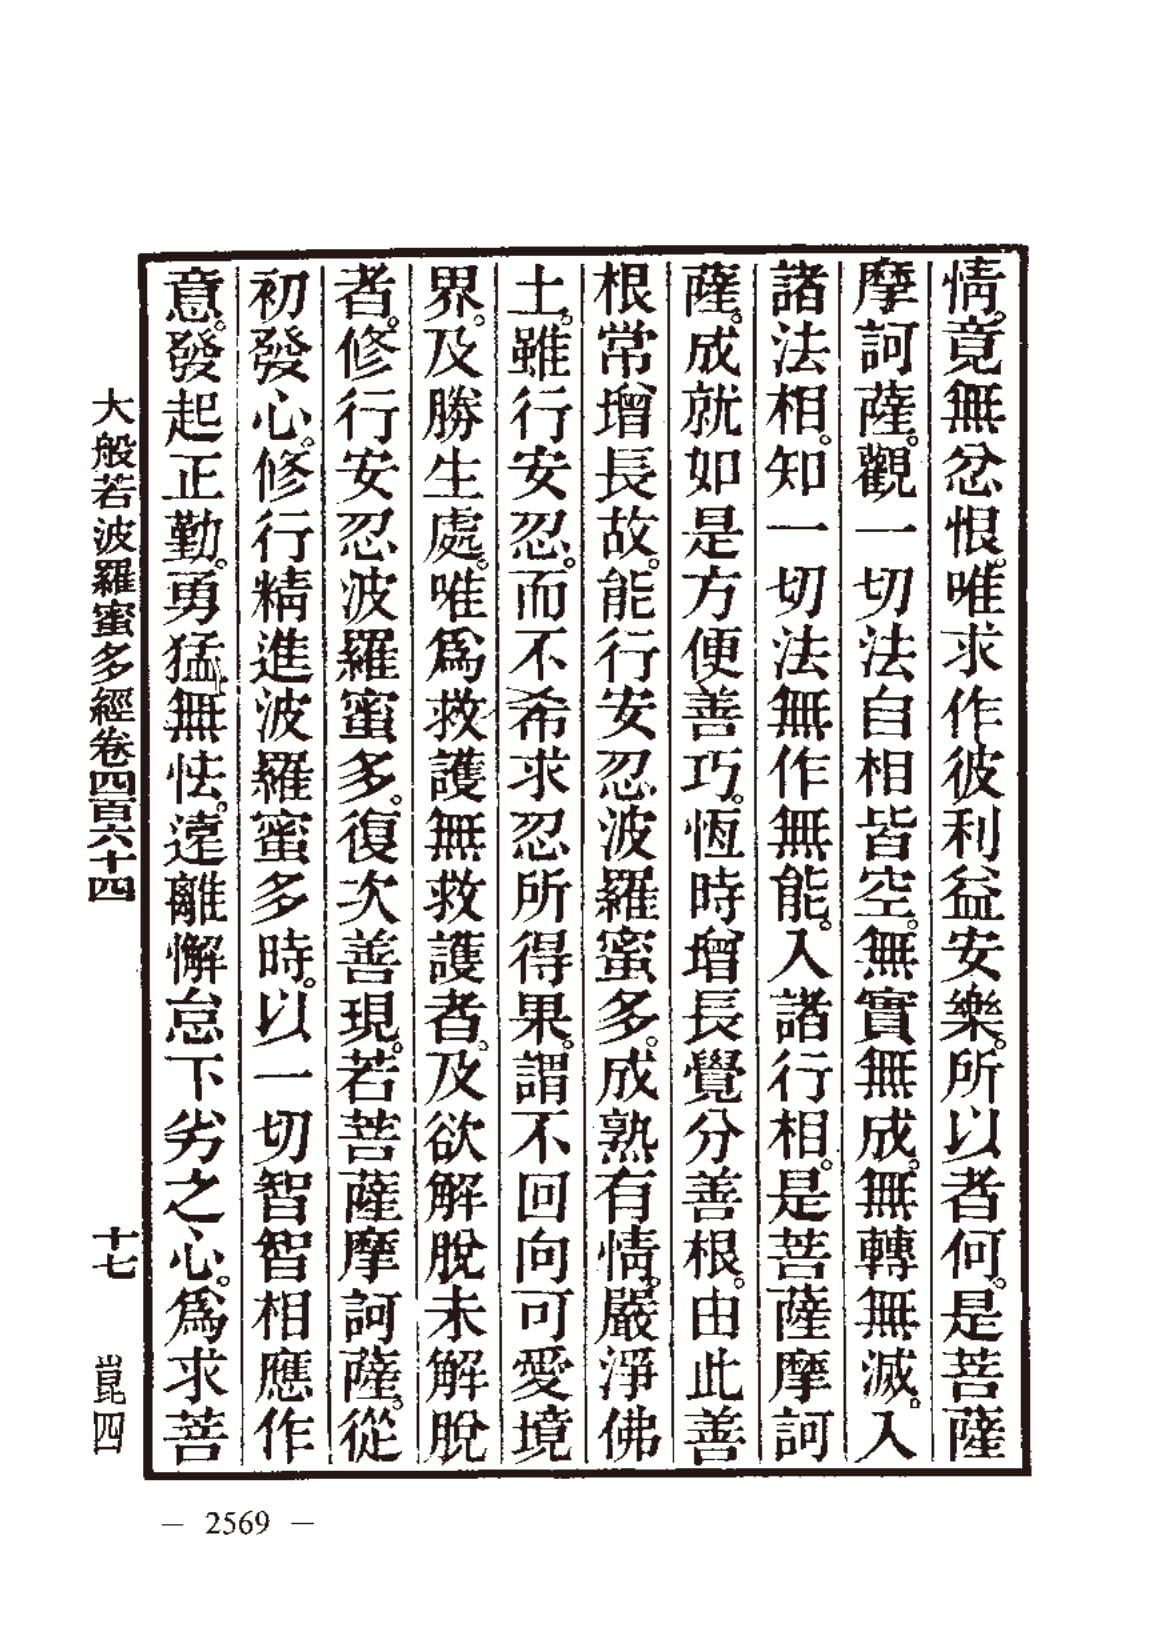 情。竟無忿恨。唯求作彼利益安樂。所以者何。是菩薩
摩訶薩。觀一切法自相皆空。無實無成。無轉無滅。入
諸法相。知一切法無作無能。入諸行相。是菩薩摩訶
薩。成就如是方便善巧。恆時增長覺分善根。由此善
根常增長故。能行安忍波羅蜜多。成熟有情。嚴淨佛
土。雖行安忍。而不希求忍所得果。謂不回向可愛境
界。及勝生處。唯爲救護無救護者。及欲解脫未解脫
者。修行安忍波羅蜜多。復次善現。若菩薩摩訶薩。從
初發心。修行精進波羅蜜多時。以一切智智相應作
意。發起正勤。勇猛無怯。遠離懈怠下劣之心。爲求菩
大般若波羅蜜多經卷四百六十四 十七 崑四
— 2569 —